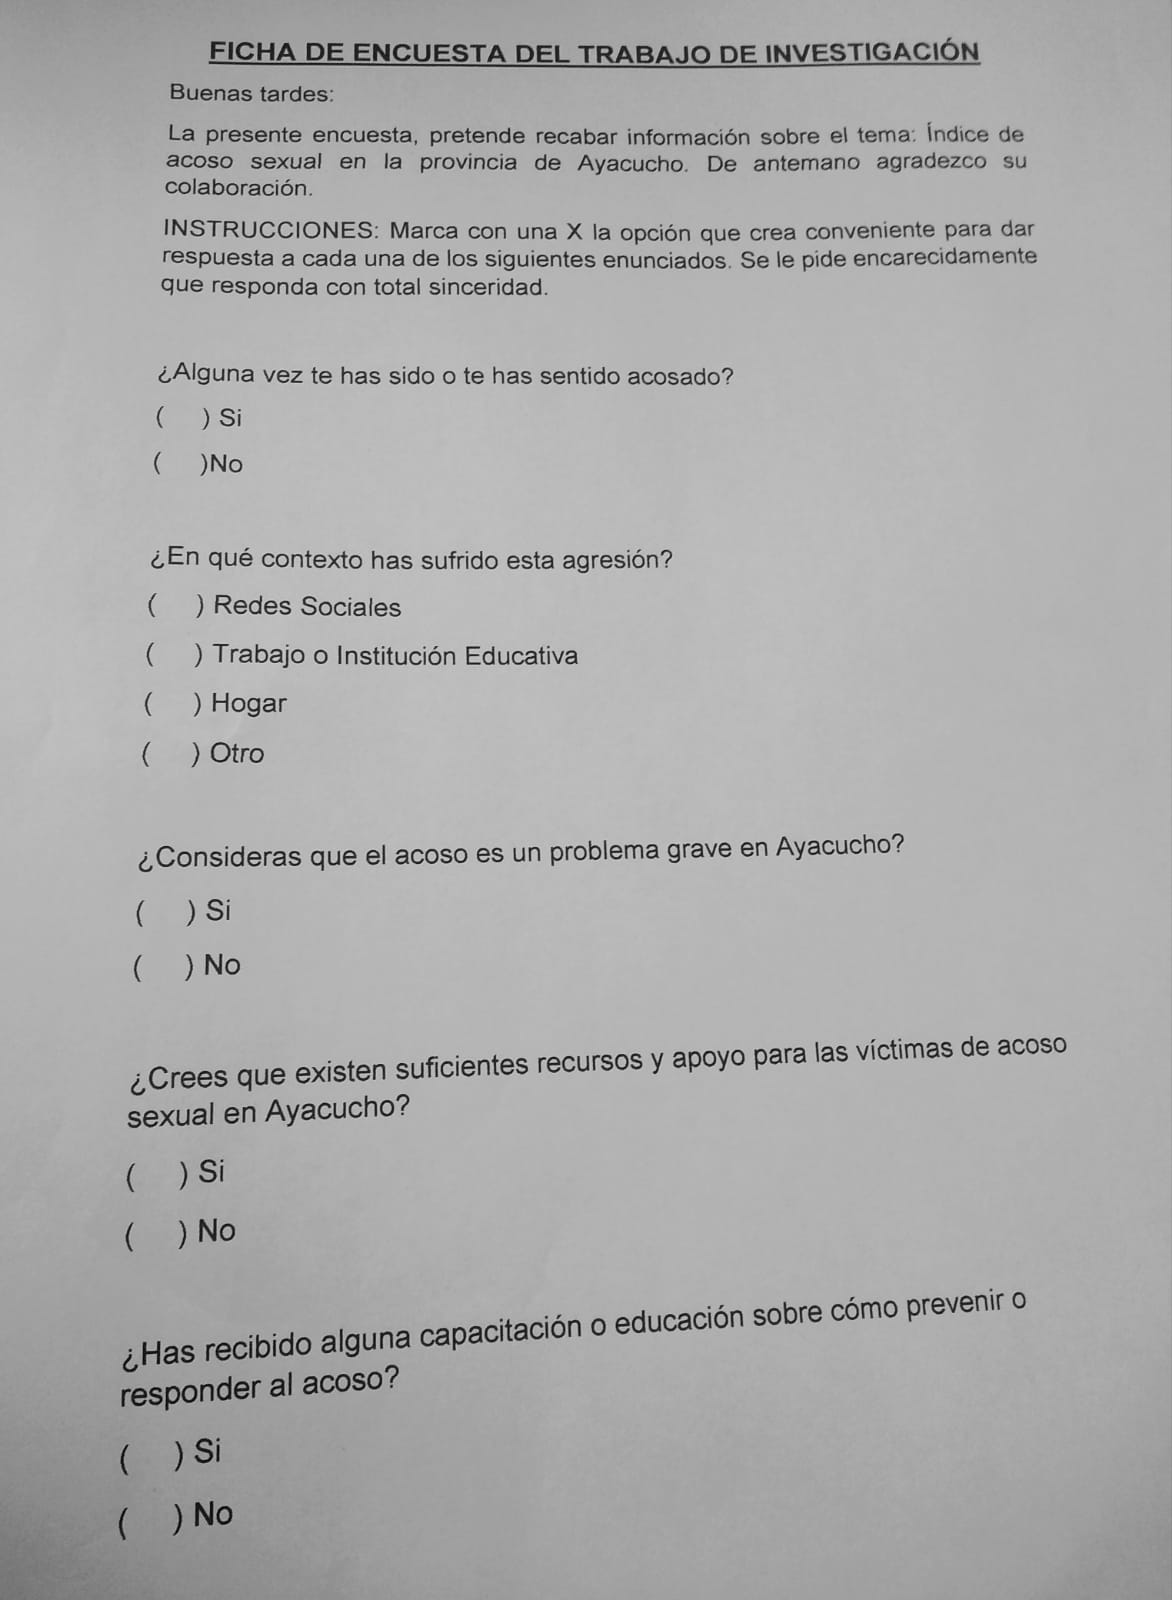 FICHA DE ENCUESTA DEL TRABAJO DE INVESTIGACIÓN
Buenas tardes:
La presente encuesta, pretende recabar información sobre el tema: Índice de
acoso sexual en la provincia de Ayacucho. De antemano agradezco su
colaboración.
INSTRUCCIONES: Marca con una X la opción que crea conveniente para dar
respuesta a cada una de los siguientes enunciados. Se le pide encarecidamente
que responda con total sinceridad.
¿Alguna vez te has sido o te has sentido acosado?
( ) Si
( )No
¿En qué contexto has sufrido esta agresión?
( ) Redes Sociales
( ) Trabajo o Institución Educativa
( ) Hogar
( ) Otro
¿Consideras que el acoso es un problema grave en Ayacucho?
( ) Si
( ) No
¿Crees que existen suficientes recursos y apoyo para las víctimas de acoso
sexual en Ayacucho?
( ) Si
( ) No
¿Has recibido alguna capacitación o educación sobre cómo prevenir o
responder al acoso?
( ) Si
( ) No